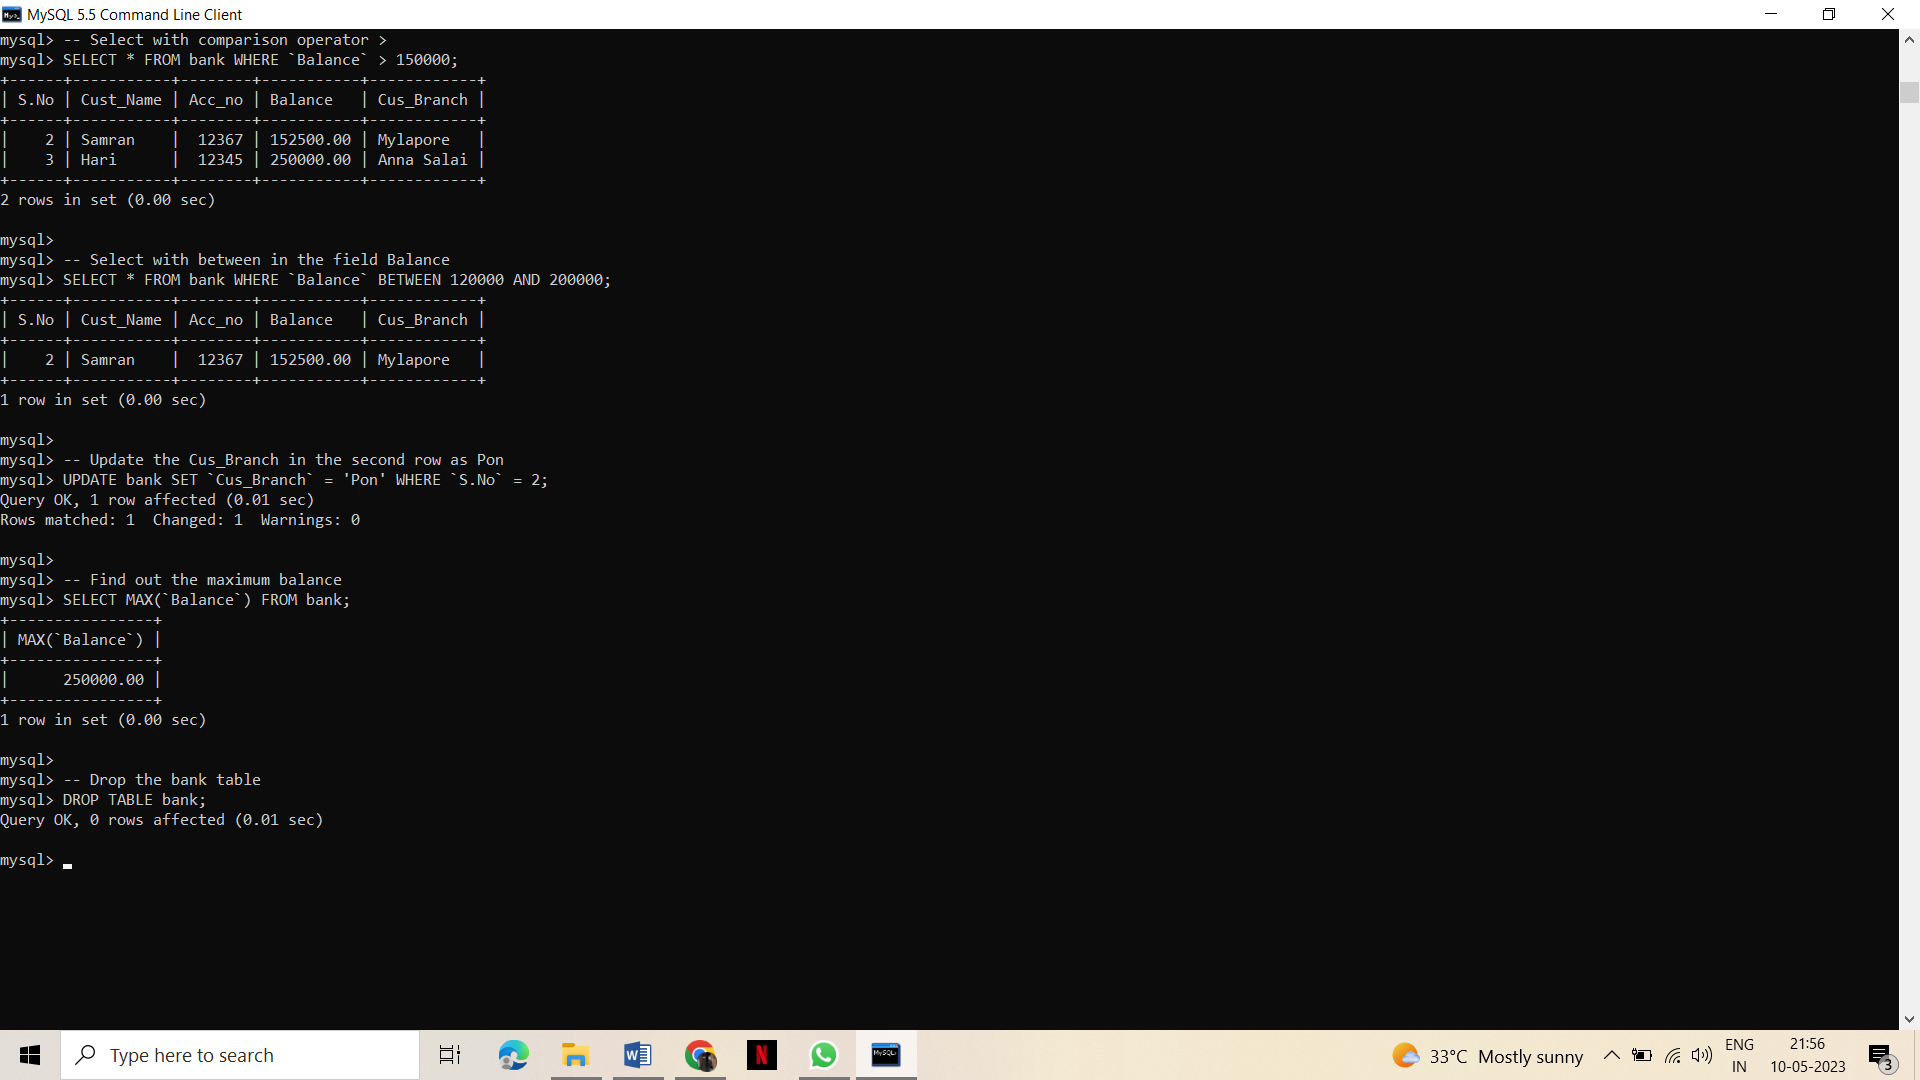 MySQL 5.5 Command Line Client
mysql> -- Select with comparison operator >
mysql> SELECT * FROM bank WHERE `Balance` > 150000;
+------+-----------+--------+-----------+------------+
| S.No | Cust_Name | Acc_no | Balance   | Cus_Branch |
+------+-----------+--------+-----------+------------+
|    2 | Samran    |  12367 | 152500.00 | Mylapore   |
|    3 | Hari      |  12345 | 250000.00 | Anna Salai |
+------+-----------+--------+-----------+------------+
2 rows in set (0.00 sec)
mysql>
mysql> -- Select with between in the field Balance
mysql> SELECT * FROM bank WHERE `Balance` BETWEEN 120000 AND 200000;
+------+-----------+--------+-----------+------------+
| S.No | Cust_Name | Acc_no | Balance   | Cus_Branch |
+------+-----------+--------+-----------+------------+
|    2 | Samran    |  12367 | 152500.00 | Mylapore   |
+------+-----------+--------+-----------+------------+
1 row in set (0.00 sec)
mysql>
mysql> -- Update the Cus_Branch in the second row as Pon
mysql> UPDATE bank SET `Cus_Branch` = 'Pon' WHERE `S.No` = 2;
Query OK, 1 row affected (0.01 sec)
Rows matched: 1  Changed: 1  Warnings: 0
mysql>
mysql> -- Find out the maximum balance
mysql> SELECT MAX(`Balance`) FROM bank;
+----------------+
| MAX(`Balance`) |
+----------------+
|      250000.00 |
+----------------+
1 row in set (0.00 sec)
mysql>
mysql> -- Drop the bank table
mysql> DROP TABLE bank;
Query OK, 0 rows affected (0.01 sec)
mysql>
Type here to search
33°C Mostly sunny
ENG
IN
21:56
10-05-2023
3